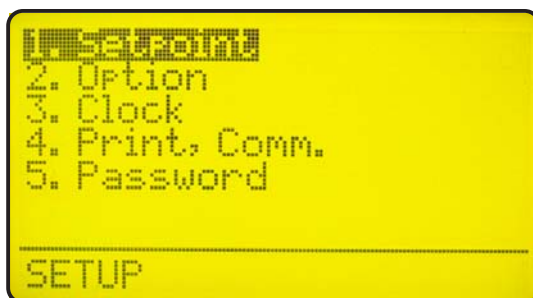 1. Setpoint
2. Option
3. Clock
4. Print, Comm.
5. Password
SETUP